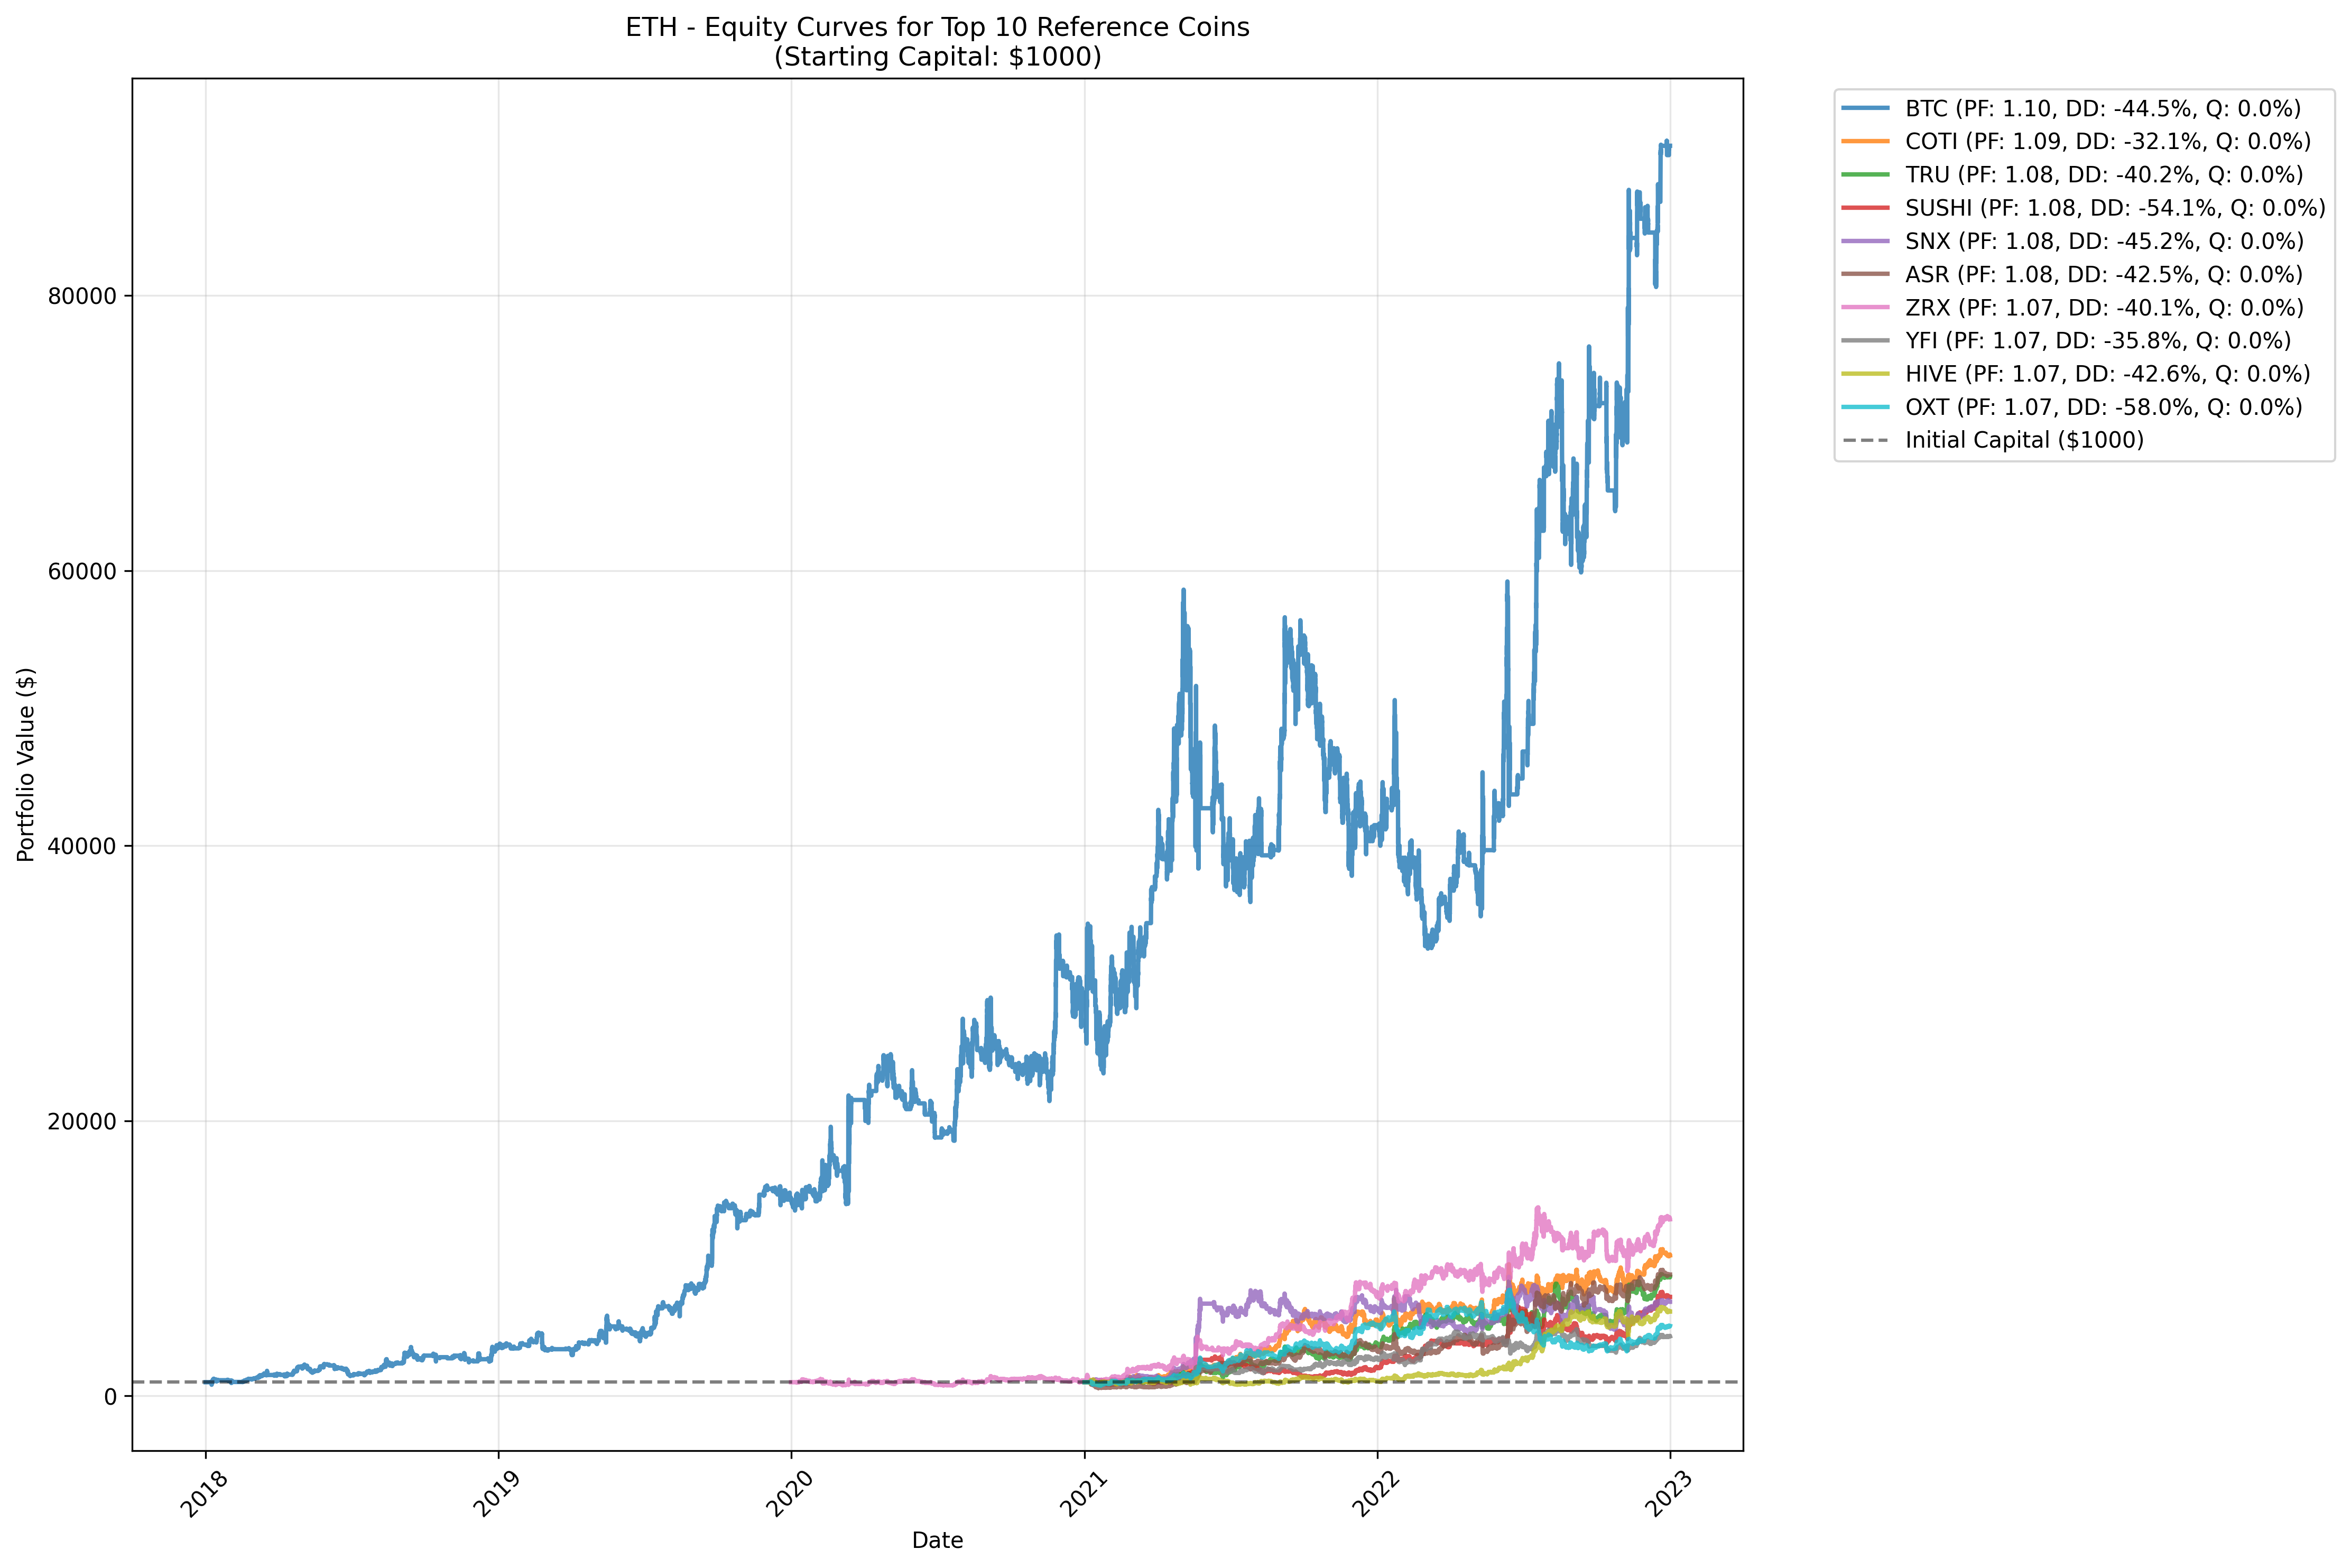 ETH - Equity Curves for Top 10 Reference Coins
(Starting Capital: $1000)
Portfolio Value ($)
80000
60000
40000
20000
0
2018
2019
2020
2021
2022
2023
Date
BTC (PF: 1.10, DD: -44.5%, Q: 0.0%)
COTI (PF: 1.09, DD: -32.1%, Q: 0.0%)
TRU (PF: 1.08, DD: -40.2%, Q: 0.0%)
SUSHI (PF: 1.08, DD: -54.1%, Q: 0.0%)
SNX (PF: 1.08, DD: -45.2%, Q: 0.0%)
ASR (PF: 1.08, DD: -42.5%, Q: 0.0%)
ZRX (PF: 1.07, DD: -40.1%, Q: 0.0%)
YFI (PF: 1.07, DD: -35.8%, Q: 0.0%)
HIVE (PF: 1.07, DD: -42.6%, Q: 0.0%)
OXT (PF: 1.07, DD: -58.0%, Q: 0.0%)
Initial Capital ($1000)